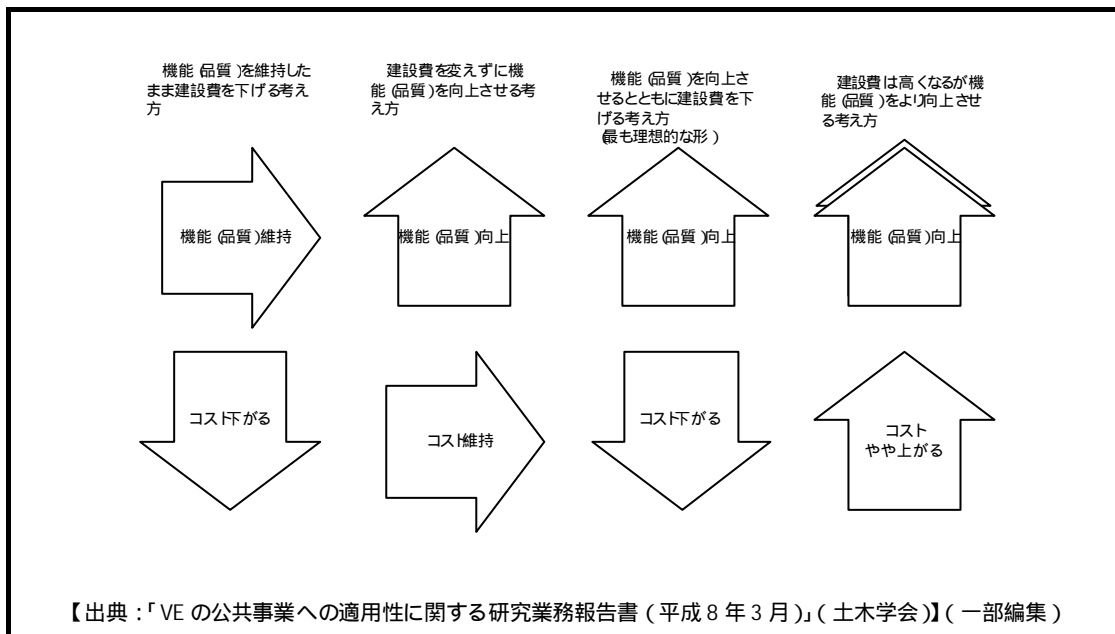 機能(品質)を維持した
まま建設費を下げる考え
方
建設費を変えずに機
能(品質)を向上させる考
え方
機能(品質)を向上さ
せるとともに建設費を下
げる考え方
(最も理想的な形)
建設費は高くなるが機
能(品質)をより向上させ
る考え方
機能(品質)維持
機能(品質)向上
機能(品質)向上
機能(品質)向上
コスト下がる
コスト維持
コスト下がる
コスト
やや上がる
【出典:「VEの公共事業への適用性に関する研究業務報告書(平成8年3月)」(土木学会)】(一部編集)